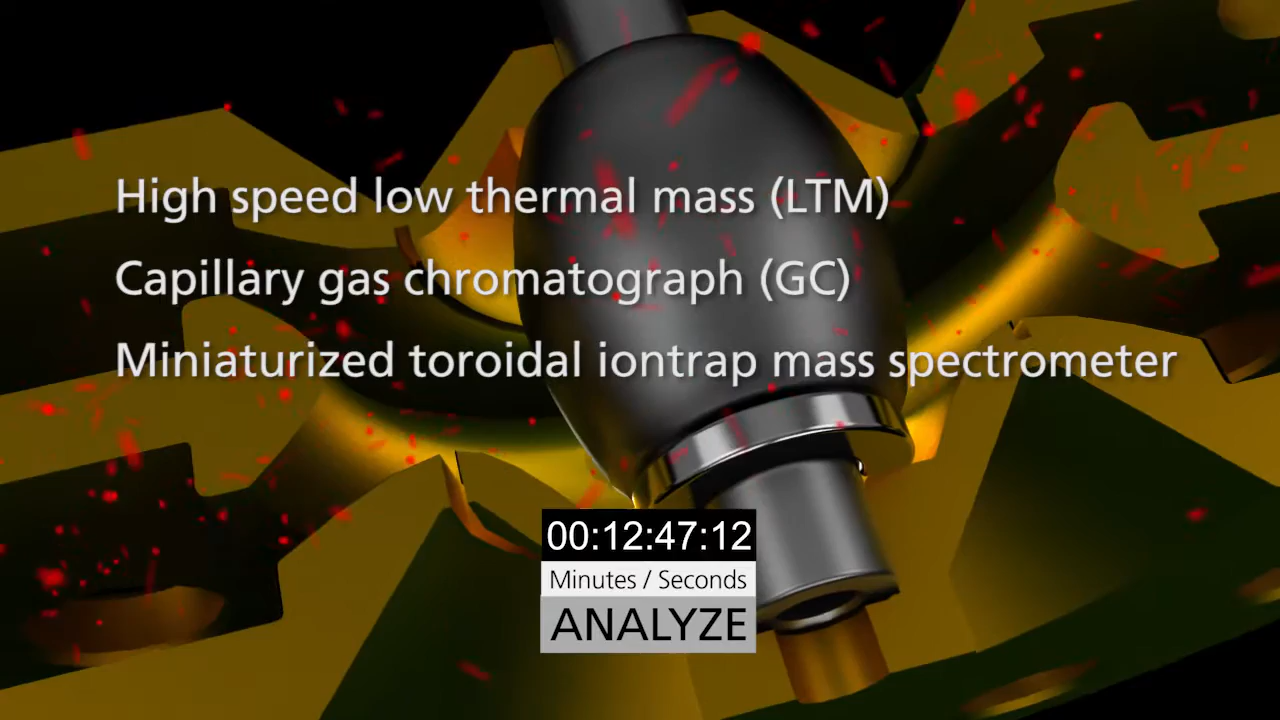 High speed low thermal mass (LTM)
Capillary gas chromatograph (GC)
Miniaturized toroidal iontrap mass spectrometer
00:12:47:12
Minutes / Seconds
ANALYZE